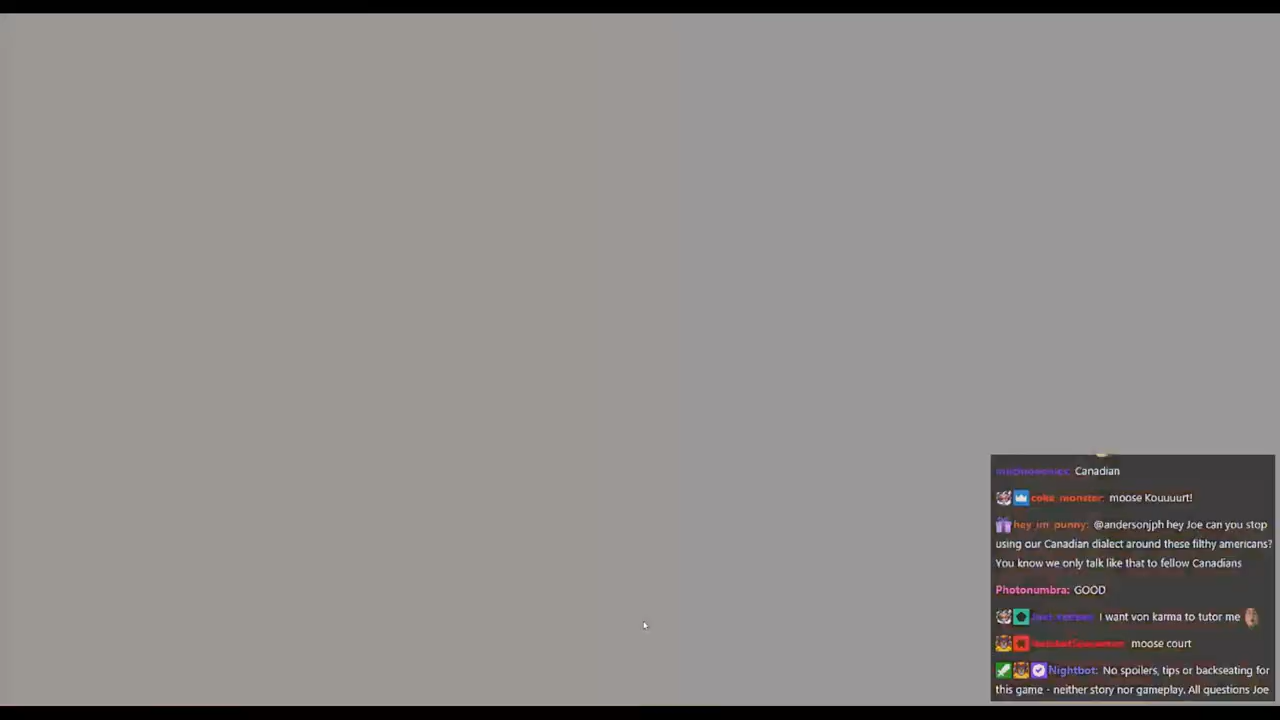 Canadian
coke_monster: moose Kouuuurt!
hey_im_punny: @andersonjph hey Joe can you stop
using our Canadian dialect around these filthy americans?
You know we only talk like that to fellow Canadians
Photonumbra: GOOD
I want von karma to tutor me
moose court
Nightbot: No spoilers, tips or backseating for
this game - neither story nor gameplay. All questions Joe